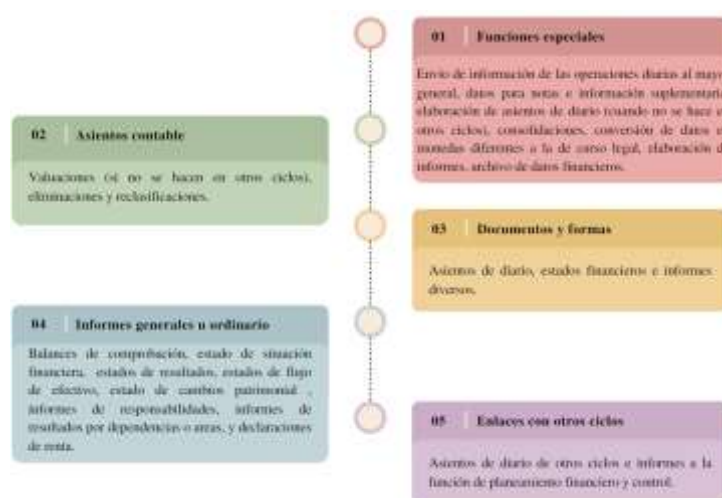 01 Funciones especiales
Envío de información de las operaciones diarias al mayo
general, datos para notas e información suplementaria
elaboración de asientos de diario (cuando no se hace e
otros ciclos), consolidaciones, conversión de datos e
monedas diferentes a la de curso legal, elaboración d
informes, archivo de datos financieros.
02 Asientos contable
Valuaciones (si no se hacen en otros ciclos),
eliminaciones y reclasificaciones.
03 Documentos y formas
Asientos de diario, estados financieros e informes
diversos.
04 Informes generales u ordinario
Balances de comprobación, estado de situación
financiera, estados de resultados, estados de flujo
de efectivo, estado de cambios patrimonial ,
informes de responsabilidades, informes de
resultados por dependencias o areas, y declaraciones
de renta.
05 Enlaces con otros ciclos
Asientos de diario de otros ciclos e informes a la
función de planeamiento financiero y control.